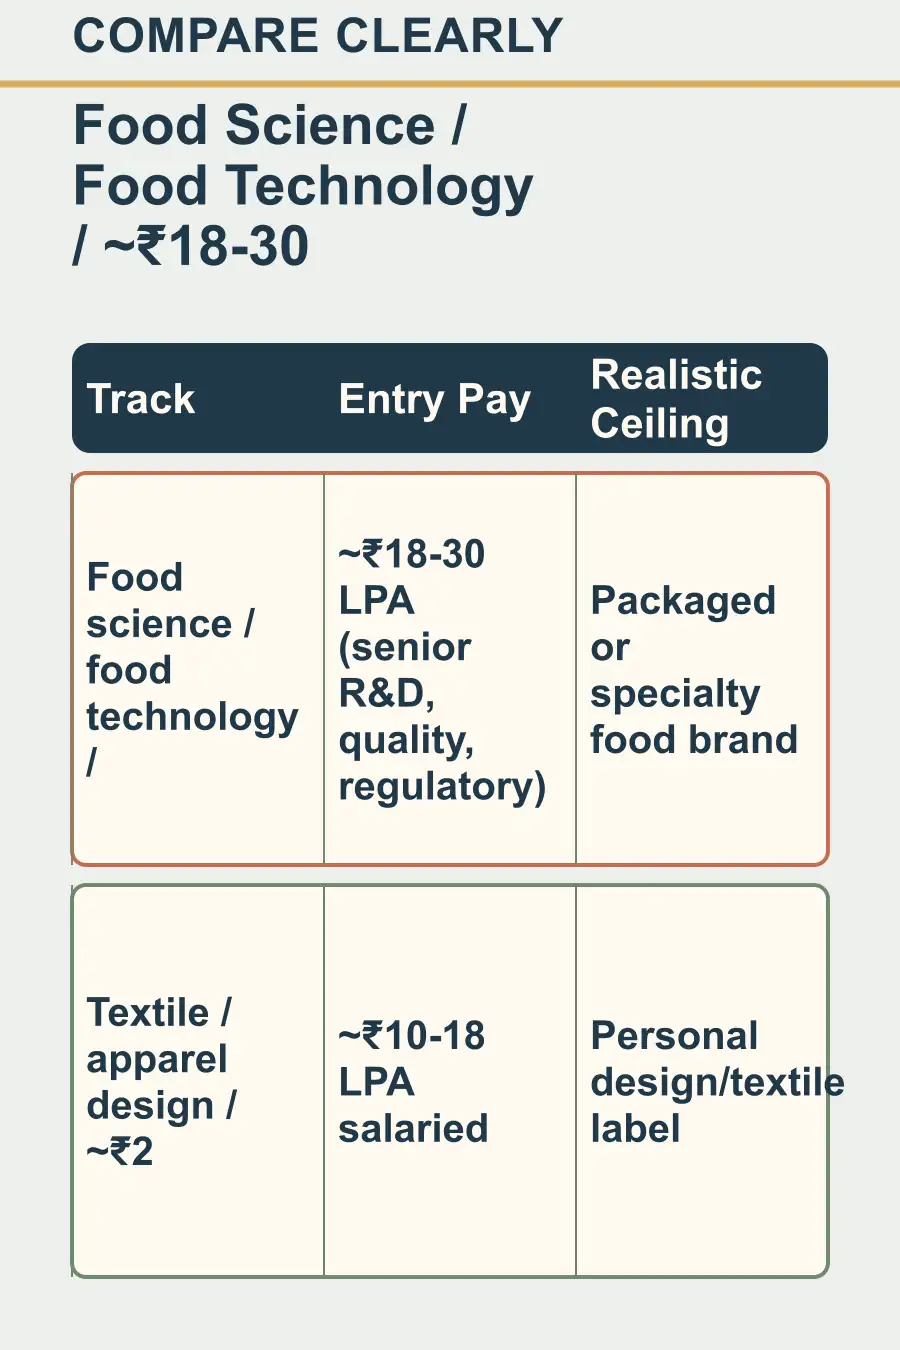 COMPARE CLEARLY
Food Science /
Food Technology
/ ~₹18-30
Track
Entry Pay
Realistic
Ceiling
Food
science /
food
technology
/
~₹18-30
LPA
(senior
R&D,
quality,
regulatory)
Packaged
or
specialty
food brand
Textile /
apparel
design /
~₹2
~₹10-18
LPA
salaried
Personal
design/textile
label